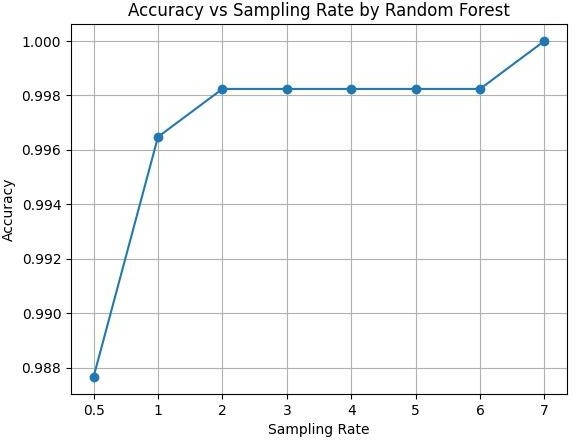 Accuracy vs Sampling Rate by Random Forest
1.000
0.998
0.996
0.994
0.992
0.990
0.988
Accuracy
0.5 1 2 3 4 5 6 7
Sampling Rate